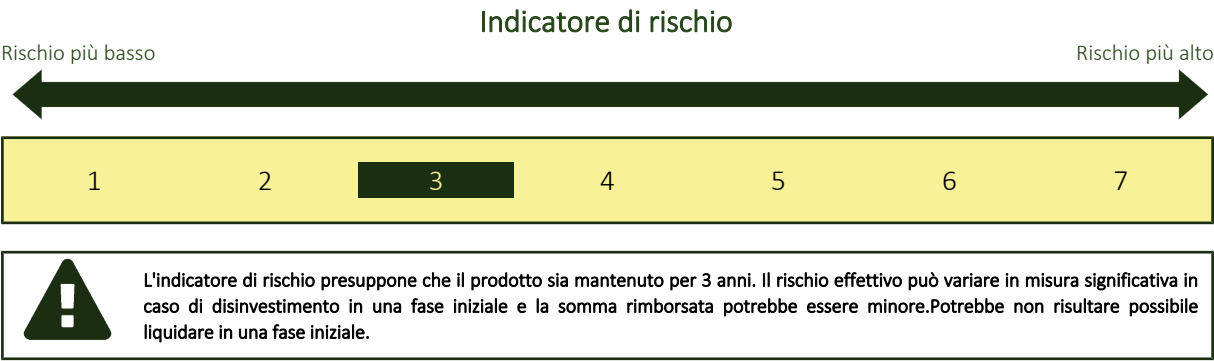 Indicatore di rischio
Rischio più basso Rischio più alto
1 2 3 4 5 6 7
L'indicatore di rischio presuppone che il prodotto sia mantenuto per 3 anni. Il rischio effettivo può variare in misura significativa in
caso di disinvestimento in una fase iniziale e la somma rimborsata potrebbe essere minore.Potrebbe non risultare possibile
liquidare in una fase iniziale.